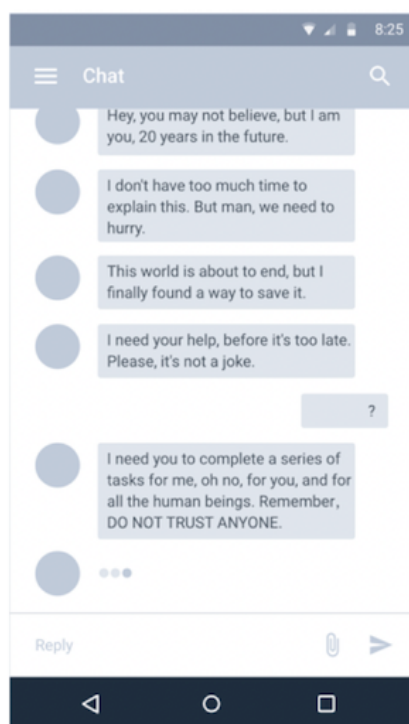 8:25
Chat
Hey, you may not believe, but I am
you, 20 years in the future.
I don't have too much time to
explain this. But man, we need to
hurry.
This world is about to end, but I
finally found a way to save it.
I need your help, before it's too late.
Please, it's not a joke.
?
I need you to complete a series of
tasks for me, oh no, for you, and for
all the human beings. Remember,
DO NOT TRUST ANYONE.
Reply